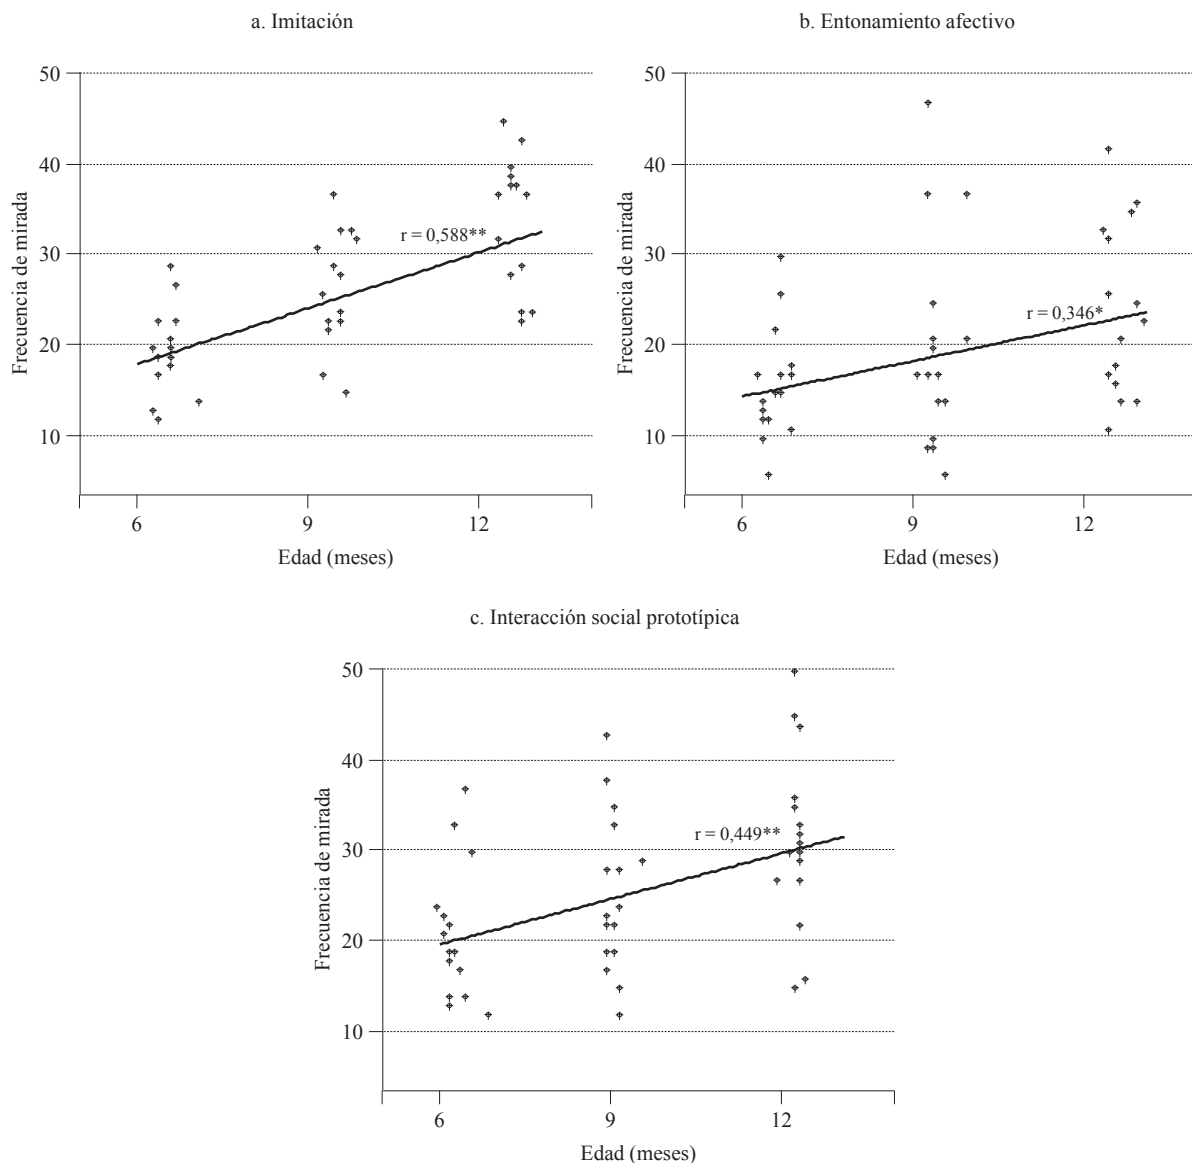 a. Imitación
50
40
30
20
10
Frecuencia de mirada
r = 0,588**
6
9
12
Edad (meses)
b. Entonamiento afectivo
50
40
30
20
10
Frecuencia de mirada
r = 0,346*
6
9
12
Edad (meses)
c. Interacción social prototípica
50
40
30
20
10
Frecuencia de mirada
r = 0,449**
6
9
12
Edad (meses)